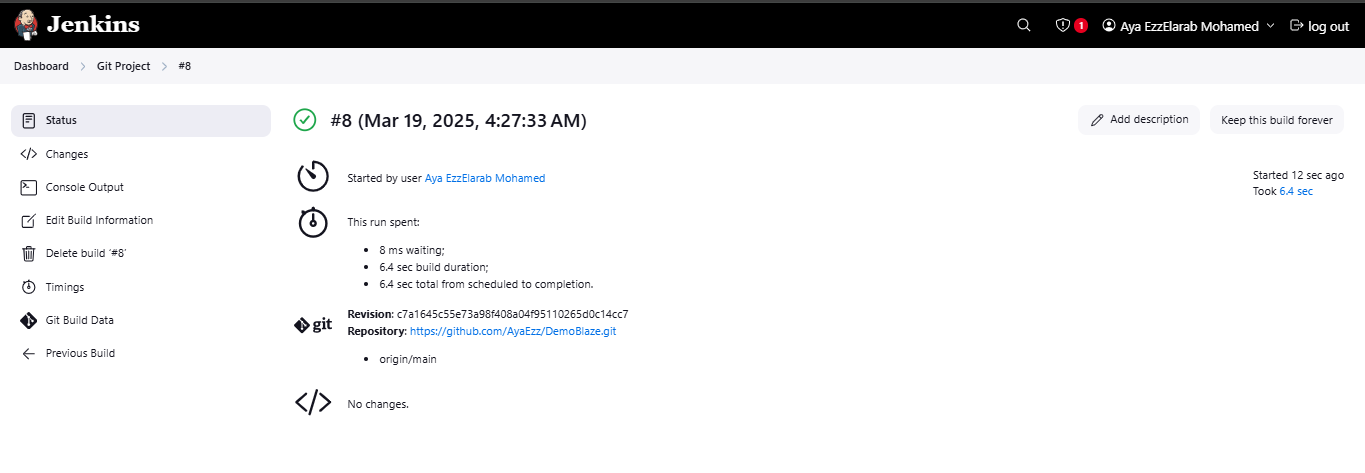 Jenkins
1
Aya EzzElarab Mohamed
log out
Dashboard
Git Project
#8
Status
Changes
Console Output
Edit Build Information
Delete build ‘#8’
Timings
Git Build Data
Previous Build
#8 (Mar 19, 2025, 4:27:33 AM)
Add description
Keep this build forever
Started by user Aya EzzElarab Mohamed
Started 12 sec ago
Took 6.4 sec
This run spent:
8 ms waiting;
6.4 sec build duration;
6.4 sec total from scheduled to completion.
git
Revision: c7a1645c55e73a98f408a04f95110265d0c14cc7
Repository: https://github.com/AyaEzz/DemoBlaze.git
origin/main
No changes.